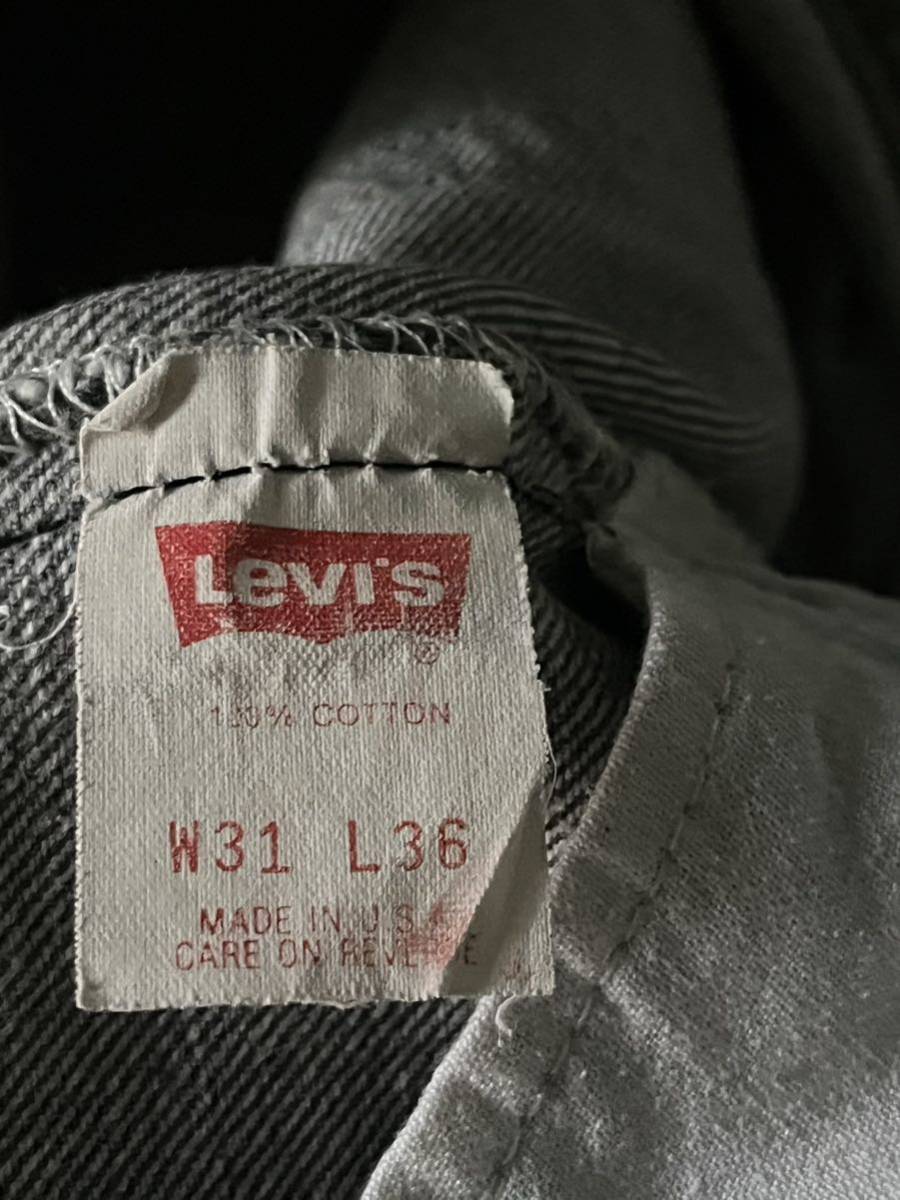 Levi's
®
100% COTTON
W31 L36
MADE IN U.S.
CARE ON REVERSE